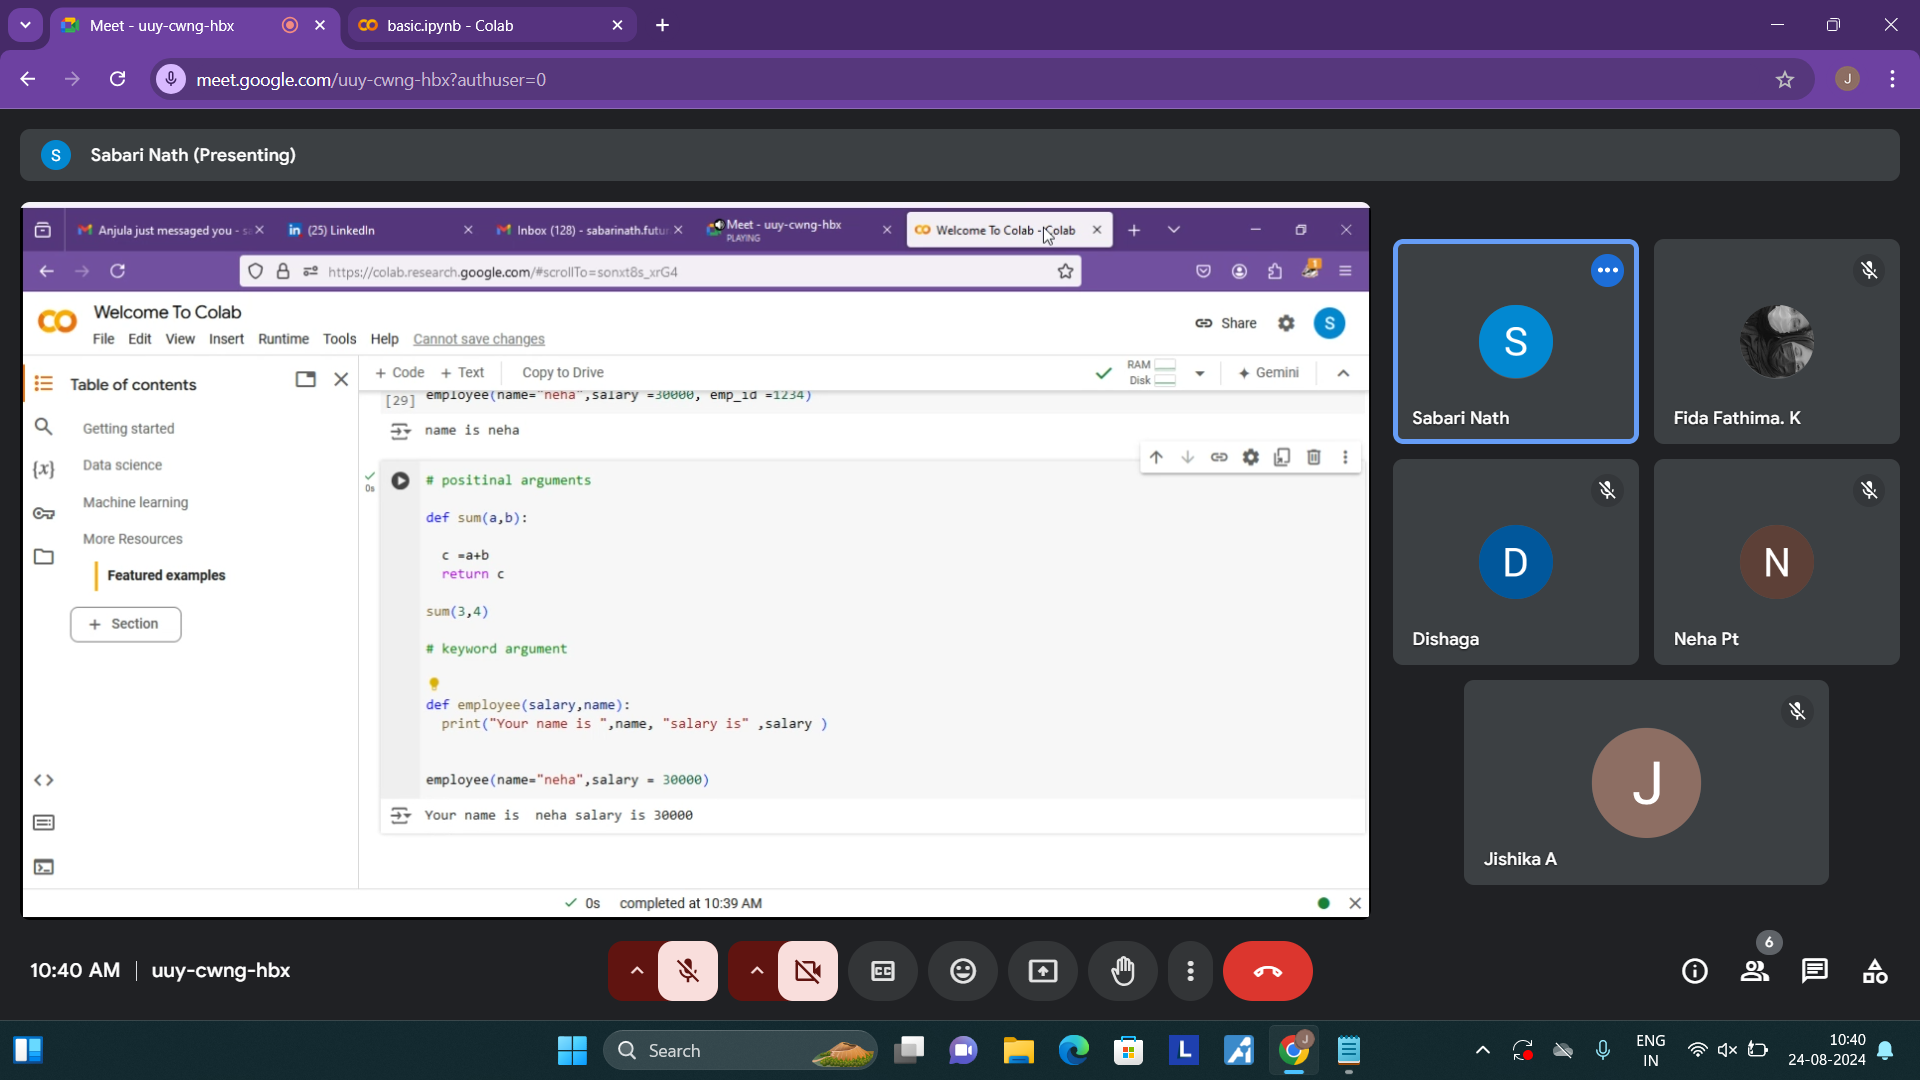 Meet - uuy-cwng-hbx
basic.ipynb - Colab
meet.google.com/uuy-cwng-hbx?authuser=0
J
S Sabari Nath (Presenting)
Anjula just messaged you - s
in (25) LinkedIn
Inbox (128) - sabarinath.futur
Meet - uuy-cwng-hbx
PLAYING
Welcome To Colab - Colab
https://colab.research.google.com/#scrollTo=sonxt8s_xrG4
Welcome To Colab
File Edit View Insert Runtime Tools Help Cannot save changes
Share
S
Table of contents
+ Code + Text Copy to Drive
RAM
Disk
Gemini
Getting started
Data science
Machine learning
More Resources
Featured examples
+ Section
{x}
[29] employee(name="neha",salary =30000, emp_id =1234)
name is neha
0s
# positinal arguments
def sum(a,b):
c =a+b
return c
sum(3,4)
# keyword argument
def employee(salary,name):
print("Your name is ",name, "salary is" ,salary )
employee(name="neha",salary = 30000)
Your name is  neha salary is 30000
0s completed at 10:39 AM
S
Sabari Nath
Fida Fathima. K
D
Dishaga
N
Neha Pt
J
Jishika A
10:40 AM | uuy-cwng-hbx
6
Search
L
J
ENG
IN
10:40
24-08-2024